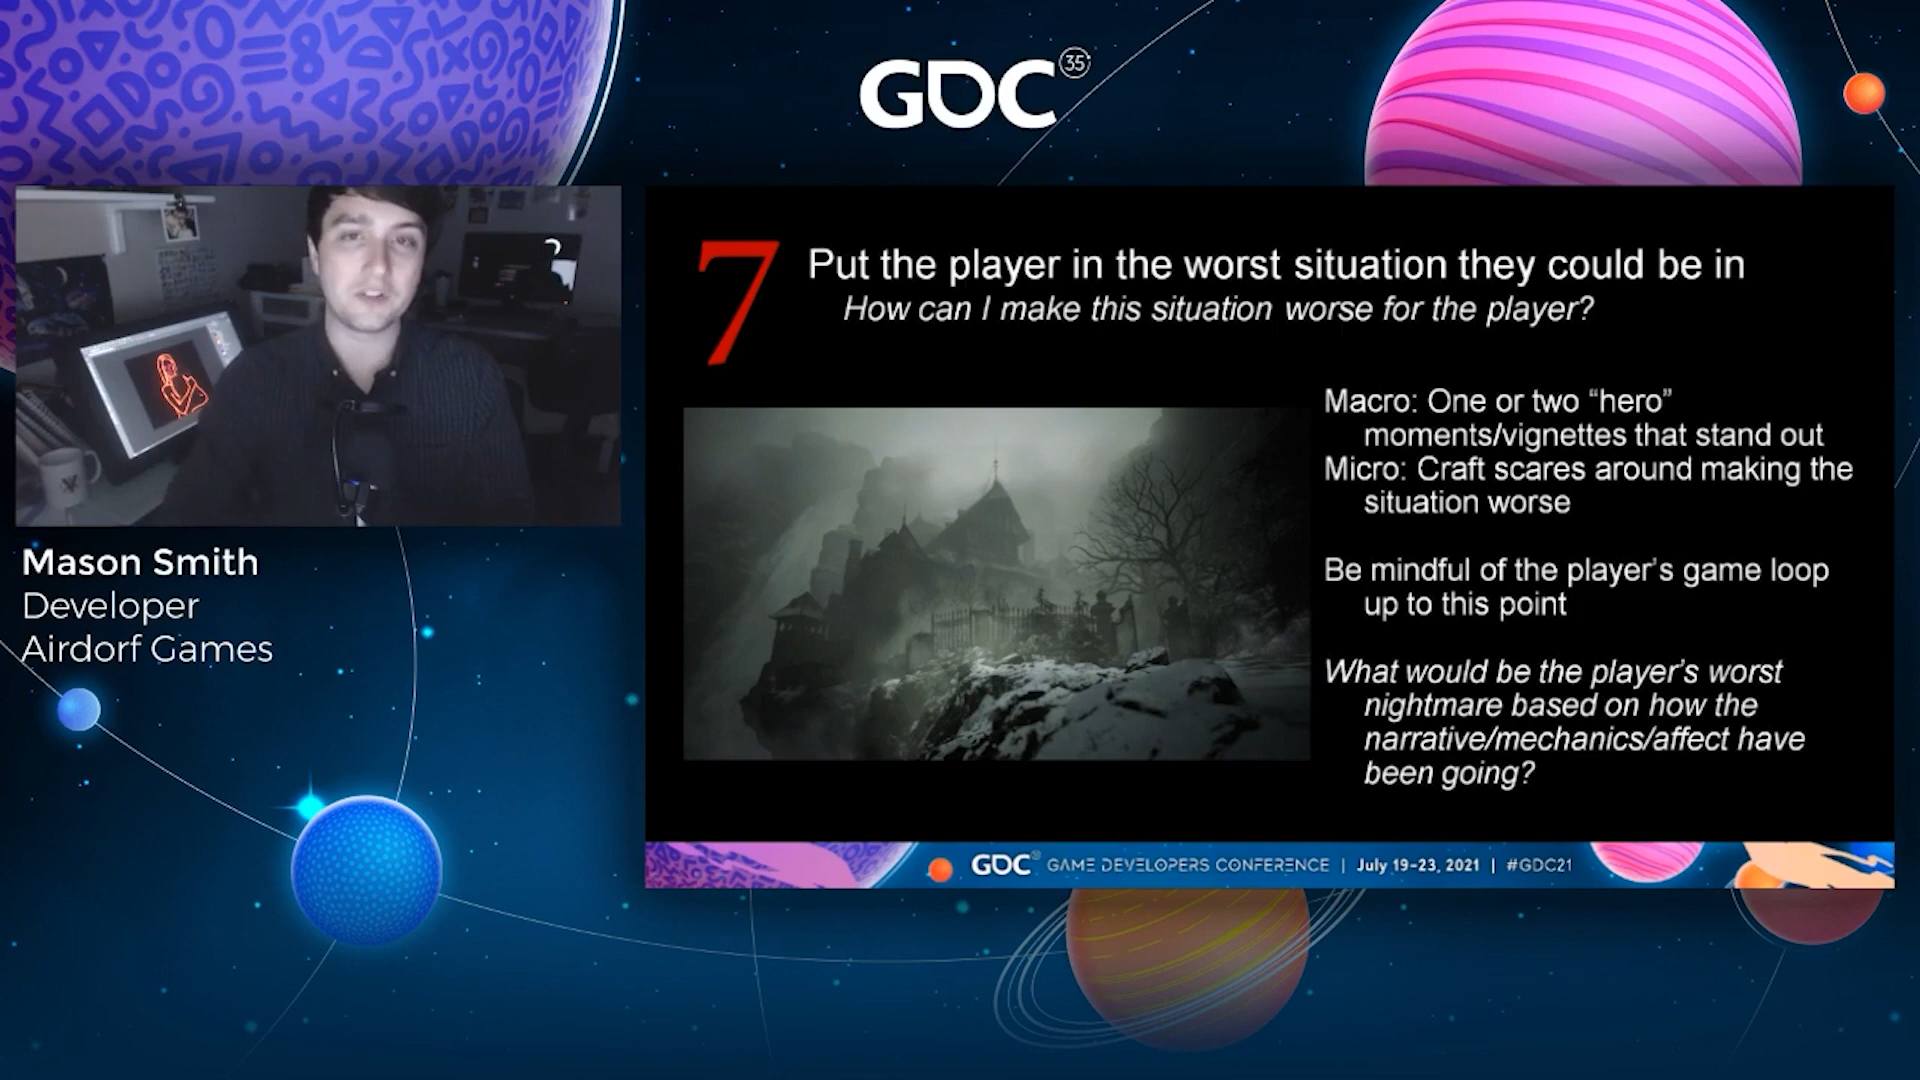 GDC 35
7
Put the player in the worst situation they could be in
How can I make this situation worse for the player?
Macro: One or two “hero”
moments/vignettes that stand out
Micro: Craft scares around making the
situation worse
Be mindful of the player’s game loop
up to this point
What would be the player’s worst
nightmare based on how the
narrative/mechanics/affect have
been going?
Mason Smith
Developer
Airdorf Games
GDC GAME DEVELOPERS CONFERENCE | July 19-23, 2021 | #GDC21